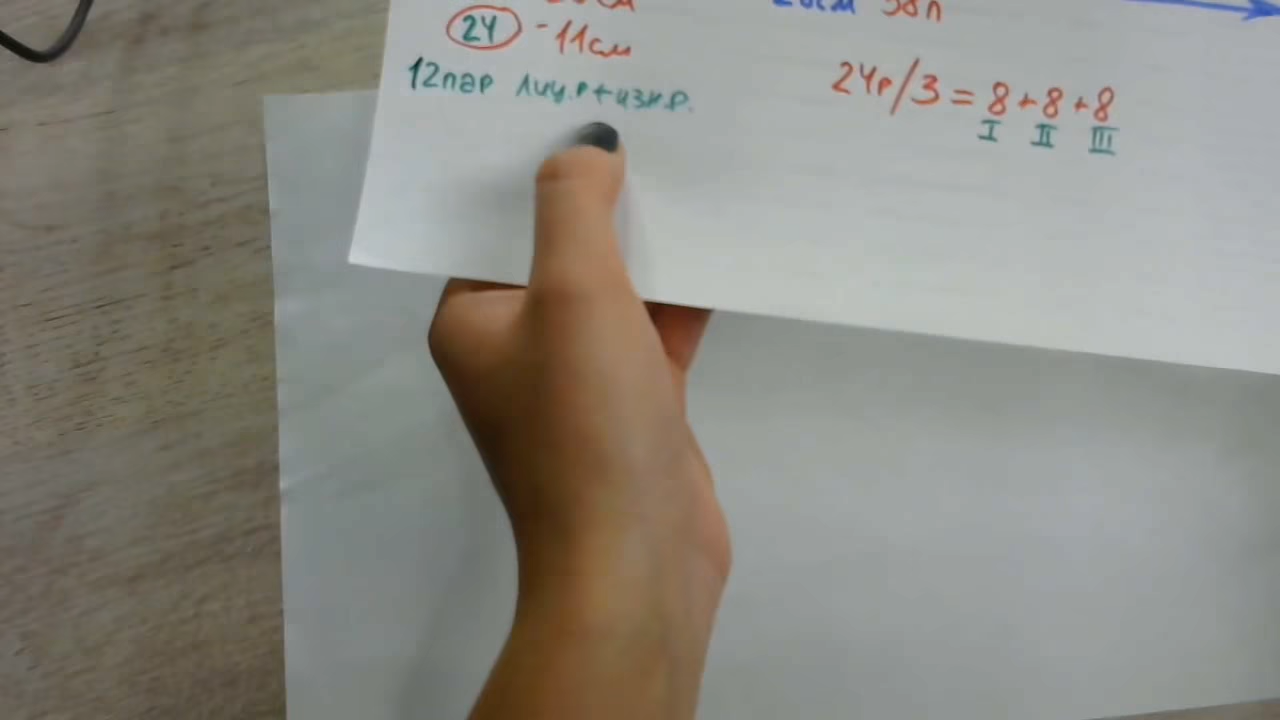 24 -11см
12пар лиц.р+изн.р.
24р/3 = 8+8+8
I II III